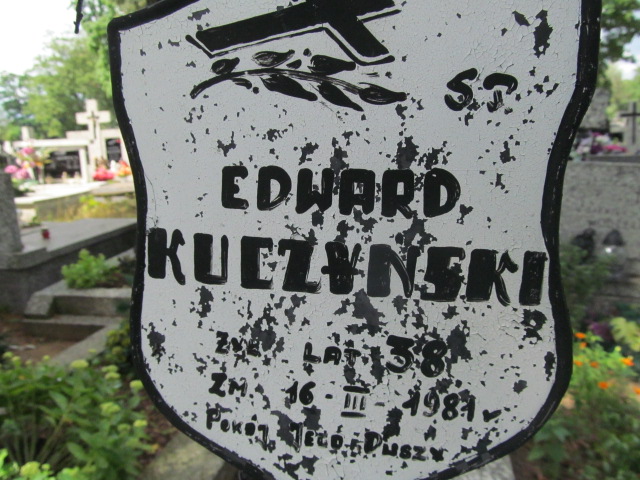 Ś.P.
EDWARD
KUCZYŃSKI
ŻYŁ LAT 38
ZM. 16-III-1981
POKÓJ JEGO DUSZY